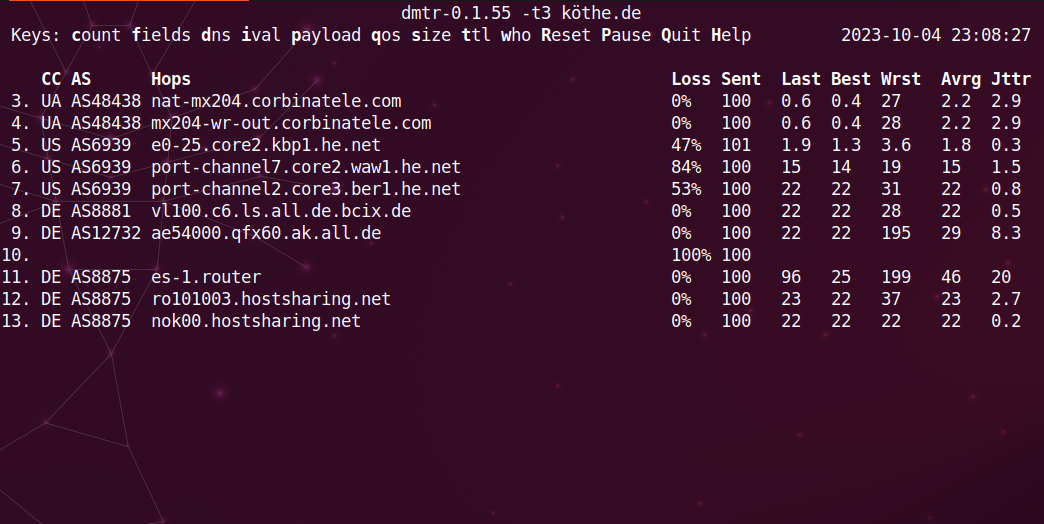 dmtr-0.1.55 -t3 köthe.de
Keys: count fields dns ival payload qos size ttl who Reset Pause Quit Help 2023-10-04 23:08:27
CC AS Hops Loss Sent Last Best Wrst Avrg Jttr
3. UA AS48438 nat-mx204.corbinatele.com 0% 100 0.6 0.4 27 2.2 2.9
4. UA AS48438 mx204-wr-out.corbinatele.com 0% 100 0.6 0.4 28 2.2 2.9
5. US AS6939 e0-25.core2.kbp1.he.net 47% 101 1.9 1.3 3.6 1.8 0.3
6. US AS6939 port-channel7.core2.waw1.he.net 84% 100 15 14 19 15 1.5
7. US AS6939 port-channel2.core3.ber1.he.net 53% 100 22 22 31 22 0.8
8. DE AS8881 vl100.c6.ls.all.de.bcix.de 0% 100 22 22 28 22 0.5
9. DE AS12732 ae54000.qfx60.ak.all.de 0% 100 22 22 195 29 8.3
10. 100% 100
11. DE AS8875 es-1.router 0% 100 96 25 199 46 20
12. DE AS8875 ro101003.hostsharing.net 0% 100 23 22 37 23 2.7
13. DE AS8875 nok00.hostsharing.net 0% 100 22 22 22 22 0.2